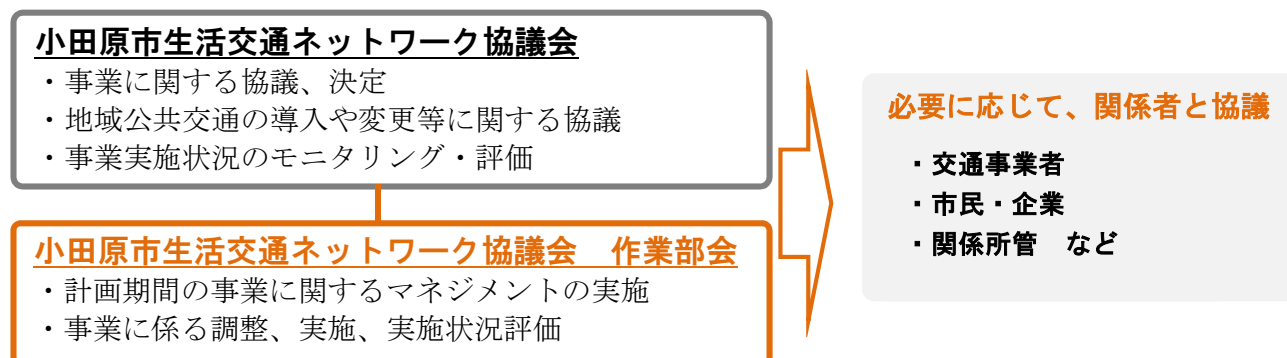 小田原市生活交通ネットワーク協議会
・事業に関する協議、決定
・地域公共交通の導入や変更等に関する協議
・事業実施状況のモニタリング・評価
小田原市生活交通ネットワーク協議会　作業部会
・計画期間の事業に関するマネジメントの実施
・事業に係る調整、実施、実施状況評価
必要に応じて、関係者と協議
・交通事業者
・市民・企業
・関係所管　など